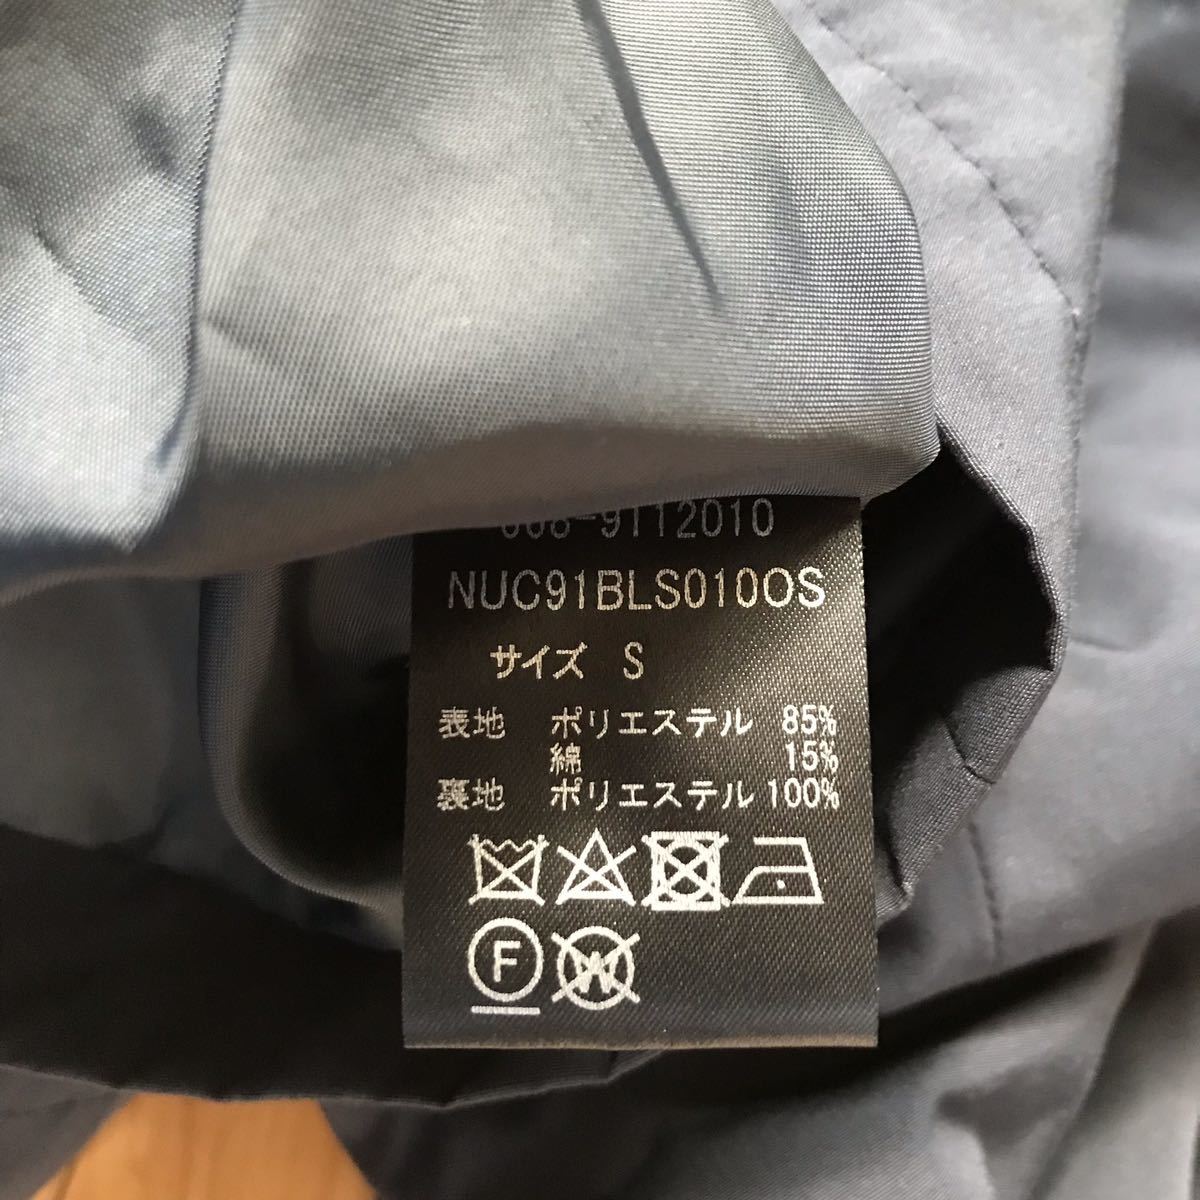 9112010
NUC91BLS0100S
サイズ S
表地 ポリエステル 85%
綿 15%
裏地 ポリエステル 100%
F
W